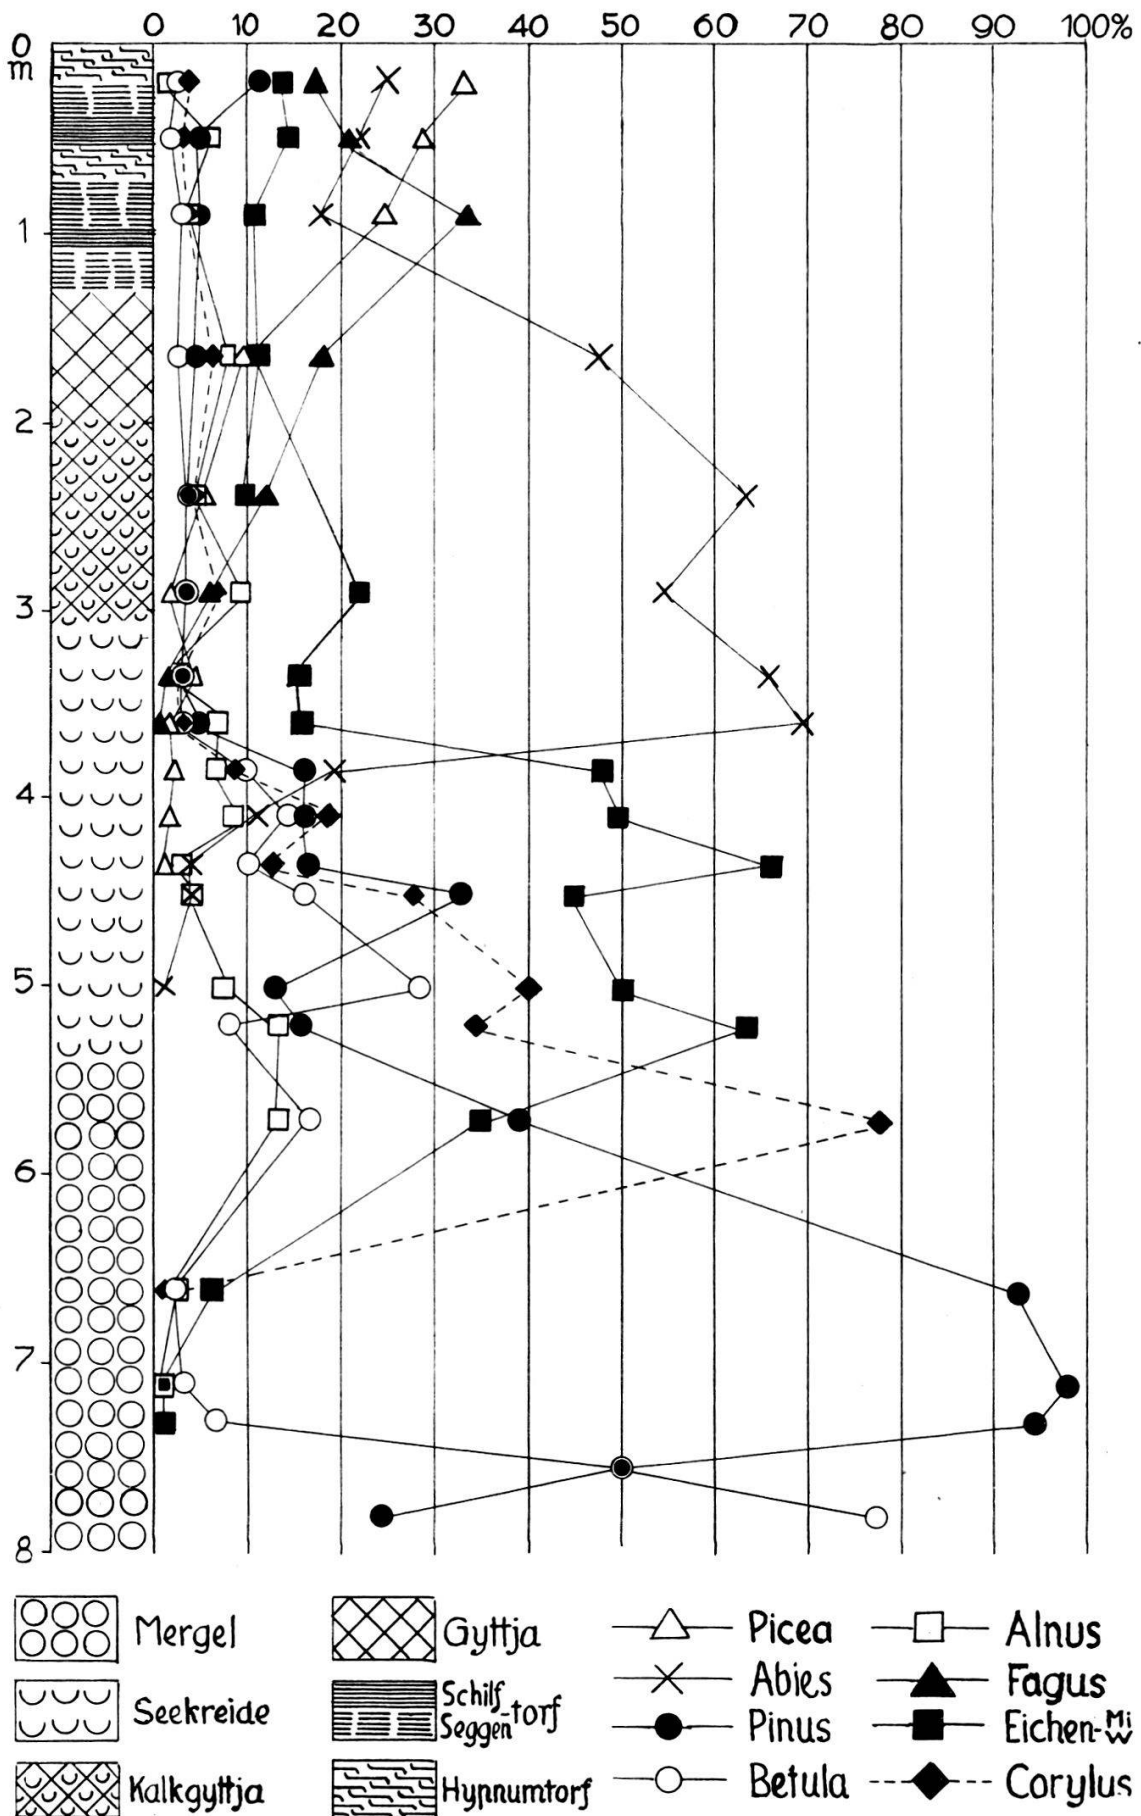 0 10 20 30 40 50 60 70 80 90 100%
0
m
1
2
3
4
5
6
7
8
Mergel
Gyttja
Picea
Alnus
Seekreide
Schilf
Seggen -torf
Abies
Fagus
Pinus
Eichen-Mi
W
Kalkgyttja
Hypnumtorf
Betula
Corylus